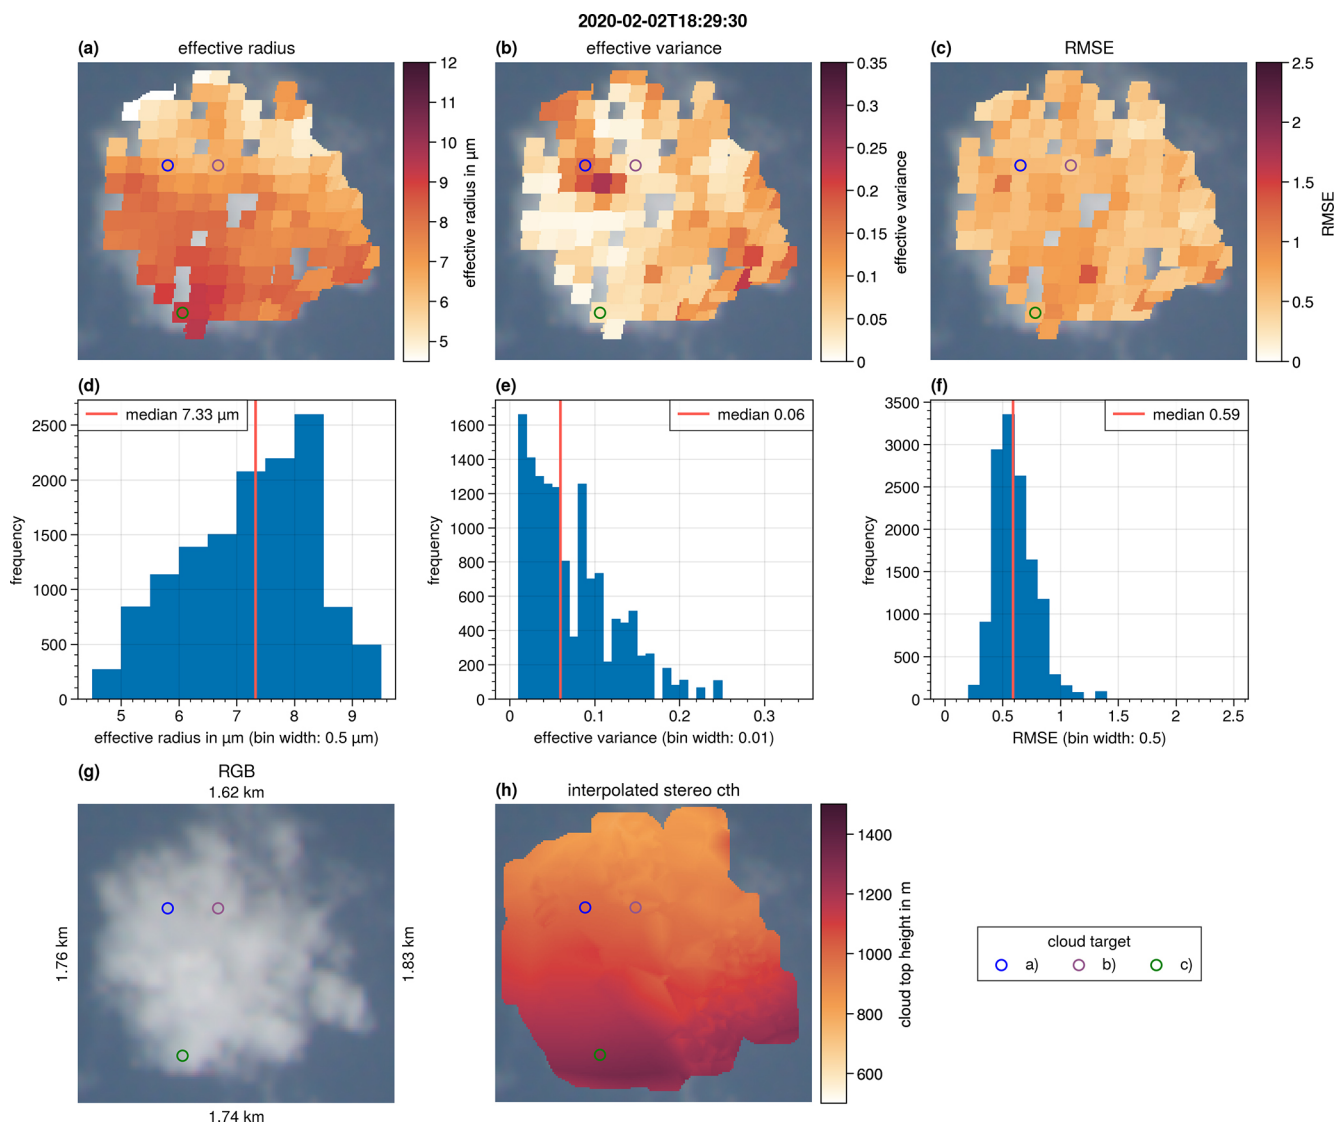 2020-02-02T18:29:30
(a) effective radius
12
11
10
9
8
7
6
5
effective radius in µm
(b) effective variance
0.35
0.3
0.25
0.2
0.15
0.1
0.05
0
effective variance
(c) RMSE
2.5
2
1.5
1
0.5
0
RMSE
(d)
median 7.33 µm
2500
2000
1500
1000
500
0
frequency
5 6 7 8 9
effective radius in µm (bin width: 0.5 µm)
(e)
median 0.06
1600
1400
1200
1000
800
600
400
200
0
frequency
0 0.1 0.2 0.3
effective variance (bin width: 0.01)
(f)
median 0.59
3500
3000
2500
2000
1500
1000
500
0
frequency
0 0.5 1 1.5 2 2.5
RMSE (bin width: 0.5)
(g) RGB
1.62 km
1.76 km
1.83 km
1.74 km
(h) interpolated stereo cth
1400
1200
1000
800
600
cloud top height in m
cloud target
a) b) c)